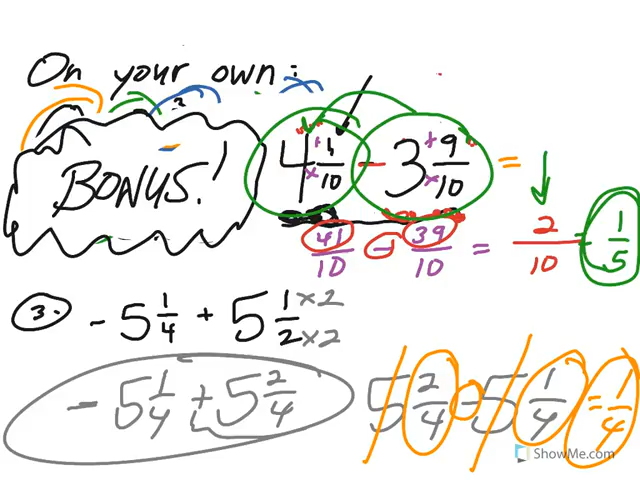 On your own:
BONUS! 4 1/10 - 3 9/10 =
41/10 - 39/10 = 2/10 = 1/5
3. - 5 1/4 + 5 1/2 x2 x2
- 5 1/4 + 5 2/4 5 2/4 - 5 1/4 = 1/4
ShowMe.com